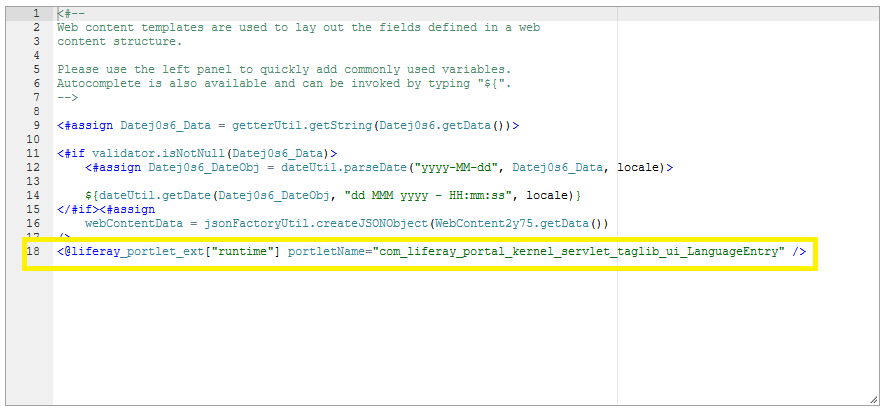 1 <#--
2 Web content templates are used to lay out the fields defined in a web
3 content structure.
4
5 Please use the left panel to quickly add commonly used variables.
6 Autocomplete is also available and can be invoked by typing "${".
7 -->
8
9 <#assign Datej0s6_Data = getterUtil.getString(Datej0s6.getData())>
10
11 <#if validator.isNotNull(Datej0s6_Data)>
12     <#assign Datej0s6_DateObj = dateUtil.parseDate("yyyy-MM-dd", Datej0s6_Data, locale)>
13
14     ${dateUtil.getDate(Datej0s6_DateObj, "dd MMM yyyy - HH:mm:ss", locale)}
15 </#if><#assign
16     webContentData = jsonFactoryUtil.createJSONObject(WebContent2y75.getData())
17 />
18 <@liferay_portlet_ext["runtime"] portletName="com_liferay_portal_kernel_servlet_taglib_ui_LanguageEntry" />